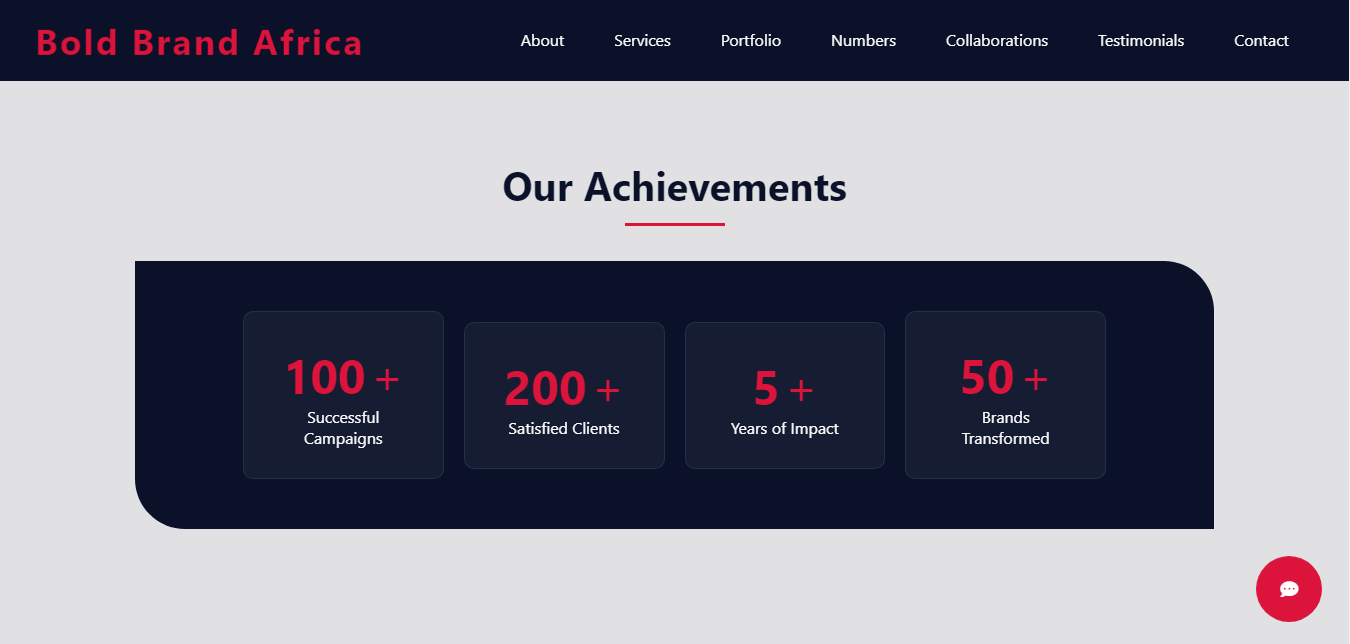 Bold Brand Africa
About
Services
Portfolio
Numbers
Collaborations
Testimonials
Contact
Our Achievements
100 +
Successful
Campaigns
200 +
Satisfied Clients
5 +
Years of Impact
50 +
Brands
Transformed